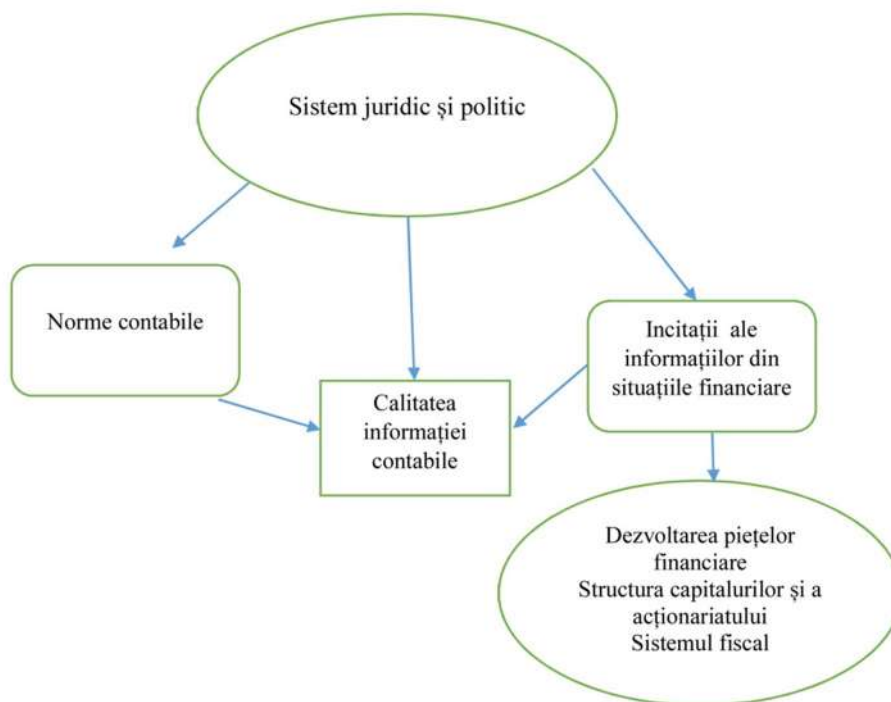 Sistem juridic și politic
Norme contabile
Incitații ale
informațiilor din
situațiile financiare
Calitatea
informației
contabile
Dezvoltarea piețelor
financiare
Structura capitalurilor și a
acționariatului
Sistemul fiscal